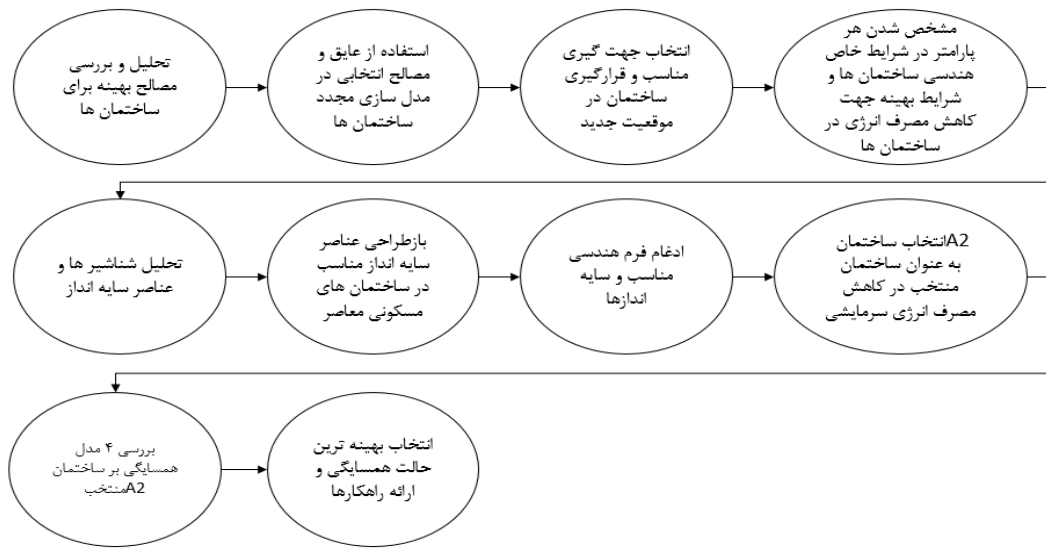 تحلیل و بررسی
مصالح بهینه برای
ساختمان ها
استفاده از عایق و
مصالح انتخابی در
مدل سازی مجدد
ساختمان ها
انتخاب جهت گیری
مناسب و قرارگیری
ساختمان در
موقعیت جدید
مشخص شدن هر
پارامتر در شرایط خاص
هندسی ساختمان ها و
شرایط بهینه جهت
کاهش مصرف انرژی در
ساختمان ها
تحلیل شناشیر ها و
عناصر سایه انداز
بازطراحی عناصر
سایه انداز مناسب
در ساختمان های
مسکونی معاصر
ادغام فرم هندسی
مناسب و سایه
اندازها
A2انتخاب ساختمان
به عنوان ساختمان
منتخب در کاهش
مصرف انرژی سرمایشی
بررسی ۴ مدل
همسایگی بر ساختمان
A2منتخب
انتخاب بهینه ترین
حالت همسایگی و
ارائه راهکارها